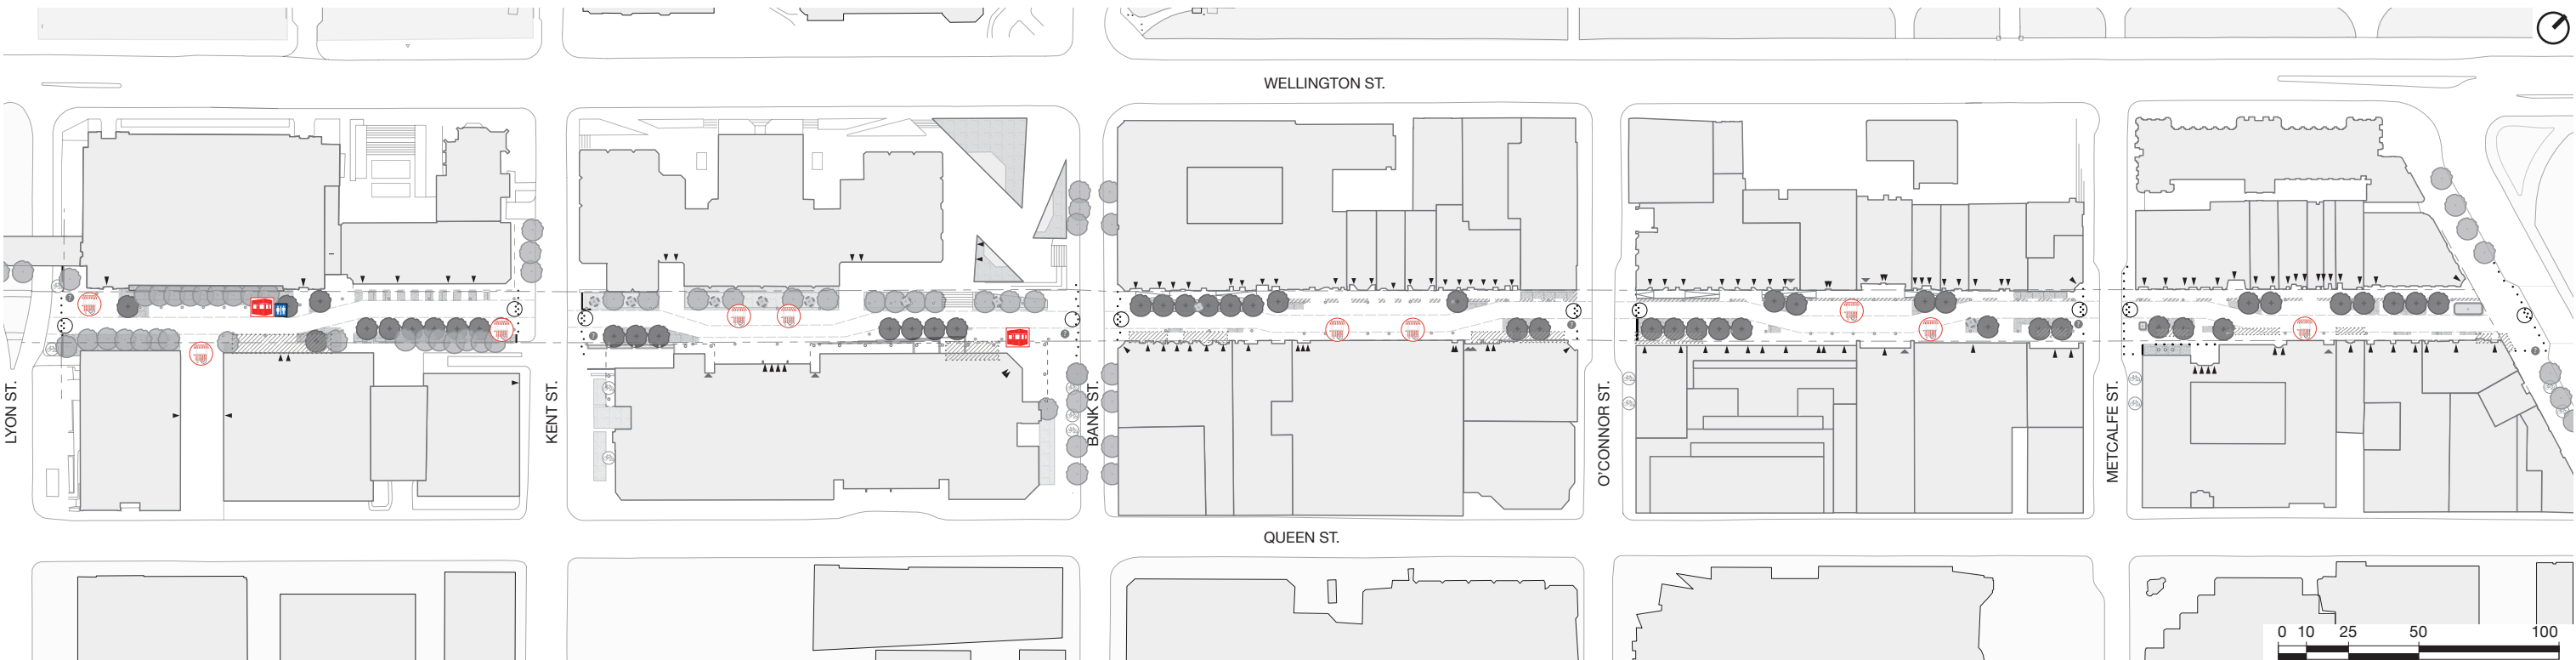 WELLINGTON ST.
LYON ST.
KENT ST.
BANK ST.
O'CONNOR ST.
METCALFE ST.
QUEEN ST.
0 10 25 50 100